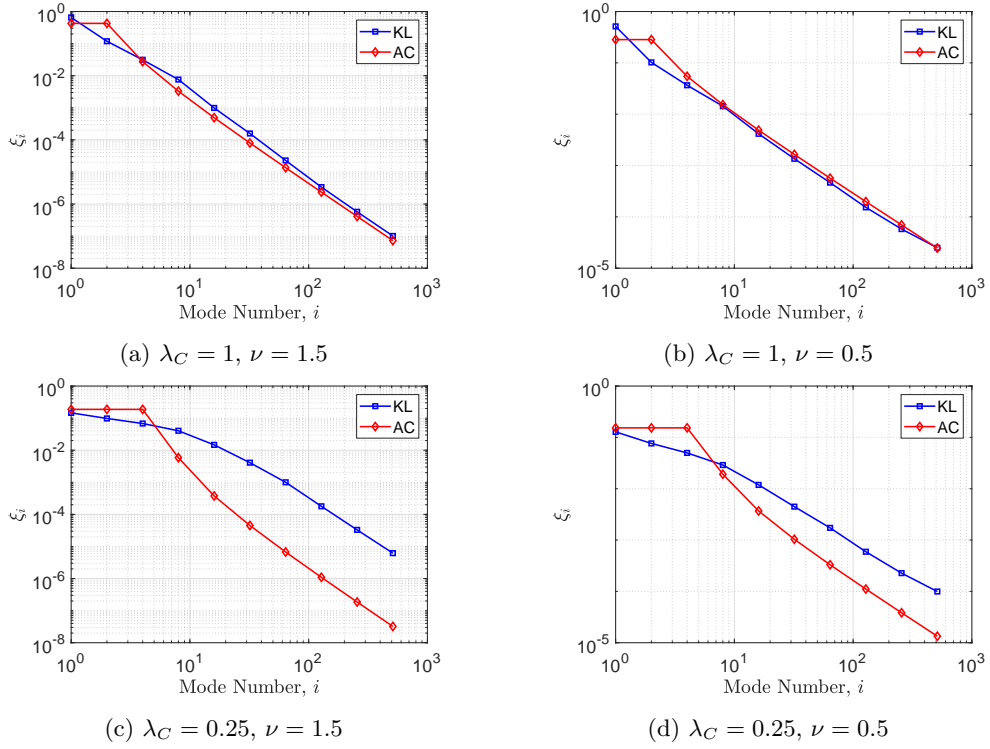 10^0
10^-2
10^-4
10^-6
10^-8
ξ_i
10^0
10^1
10^2
10^3
Mode Number, i
KL
AC
(a) λ_C = 1, ν = 1.5
10^0
10^-5
ξ_i
10^0
10^1
10^2
10^3
Mode Number, i
KL
AC
(b) λ_C = 1, ν = 0.5
10^0
10^-2
10^-4
10^-6
10^-8
ξ_i
10^0
10^1
10^2
10^3
Mode Number, i
KL
AC
(c) λ_C = 0.25, ν = 1.5
10^0
10^-5
ξ_i
10^0
10^1
10^2
10^3
Mode Number, i
KL
AC
(d) λ_C = 0.25, ν = 0.5